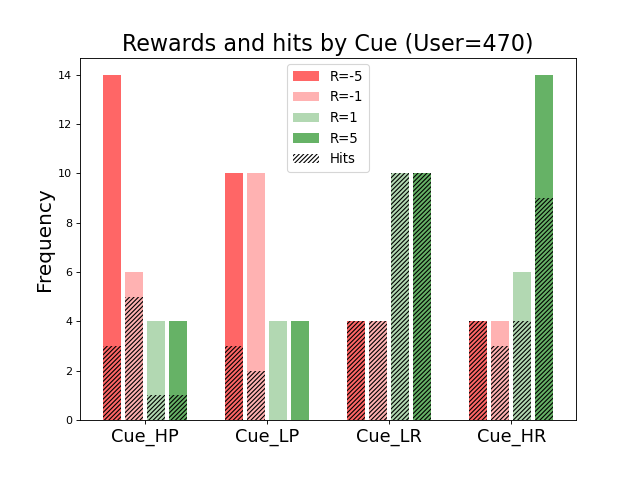 Rewards and hits by Cue (User=470)
14
12
10
8
6
4
2
0
Frequency
R=-5
R=-1
R=1
R=5
Hits
Cue_HP Cue_LP Cue_LR Cue_HR